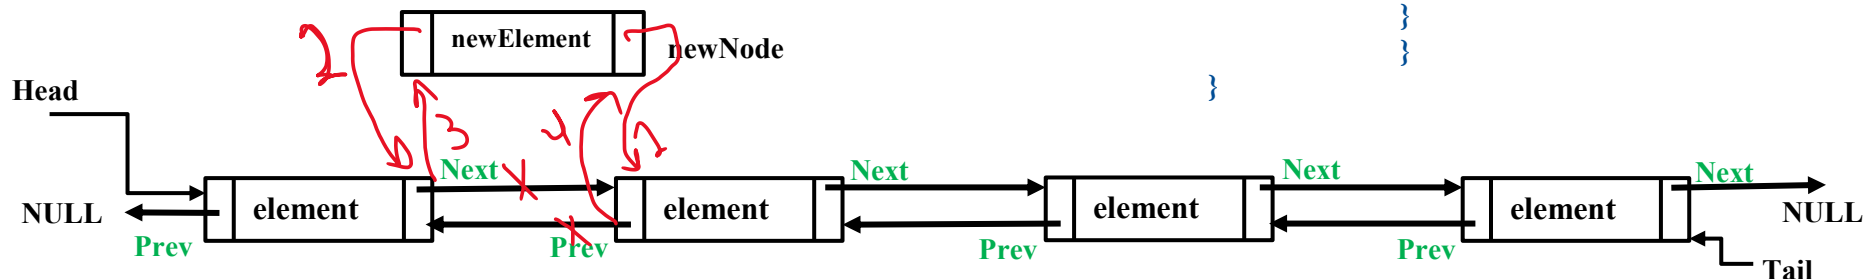 }
newElement
newNode
}
}
Head
2
3
4
1
Next
Next
Next
Next
NULL
element
element
element
element
NULL
Prev
Prev
Prev
Prev
Tail